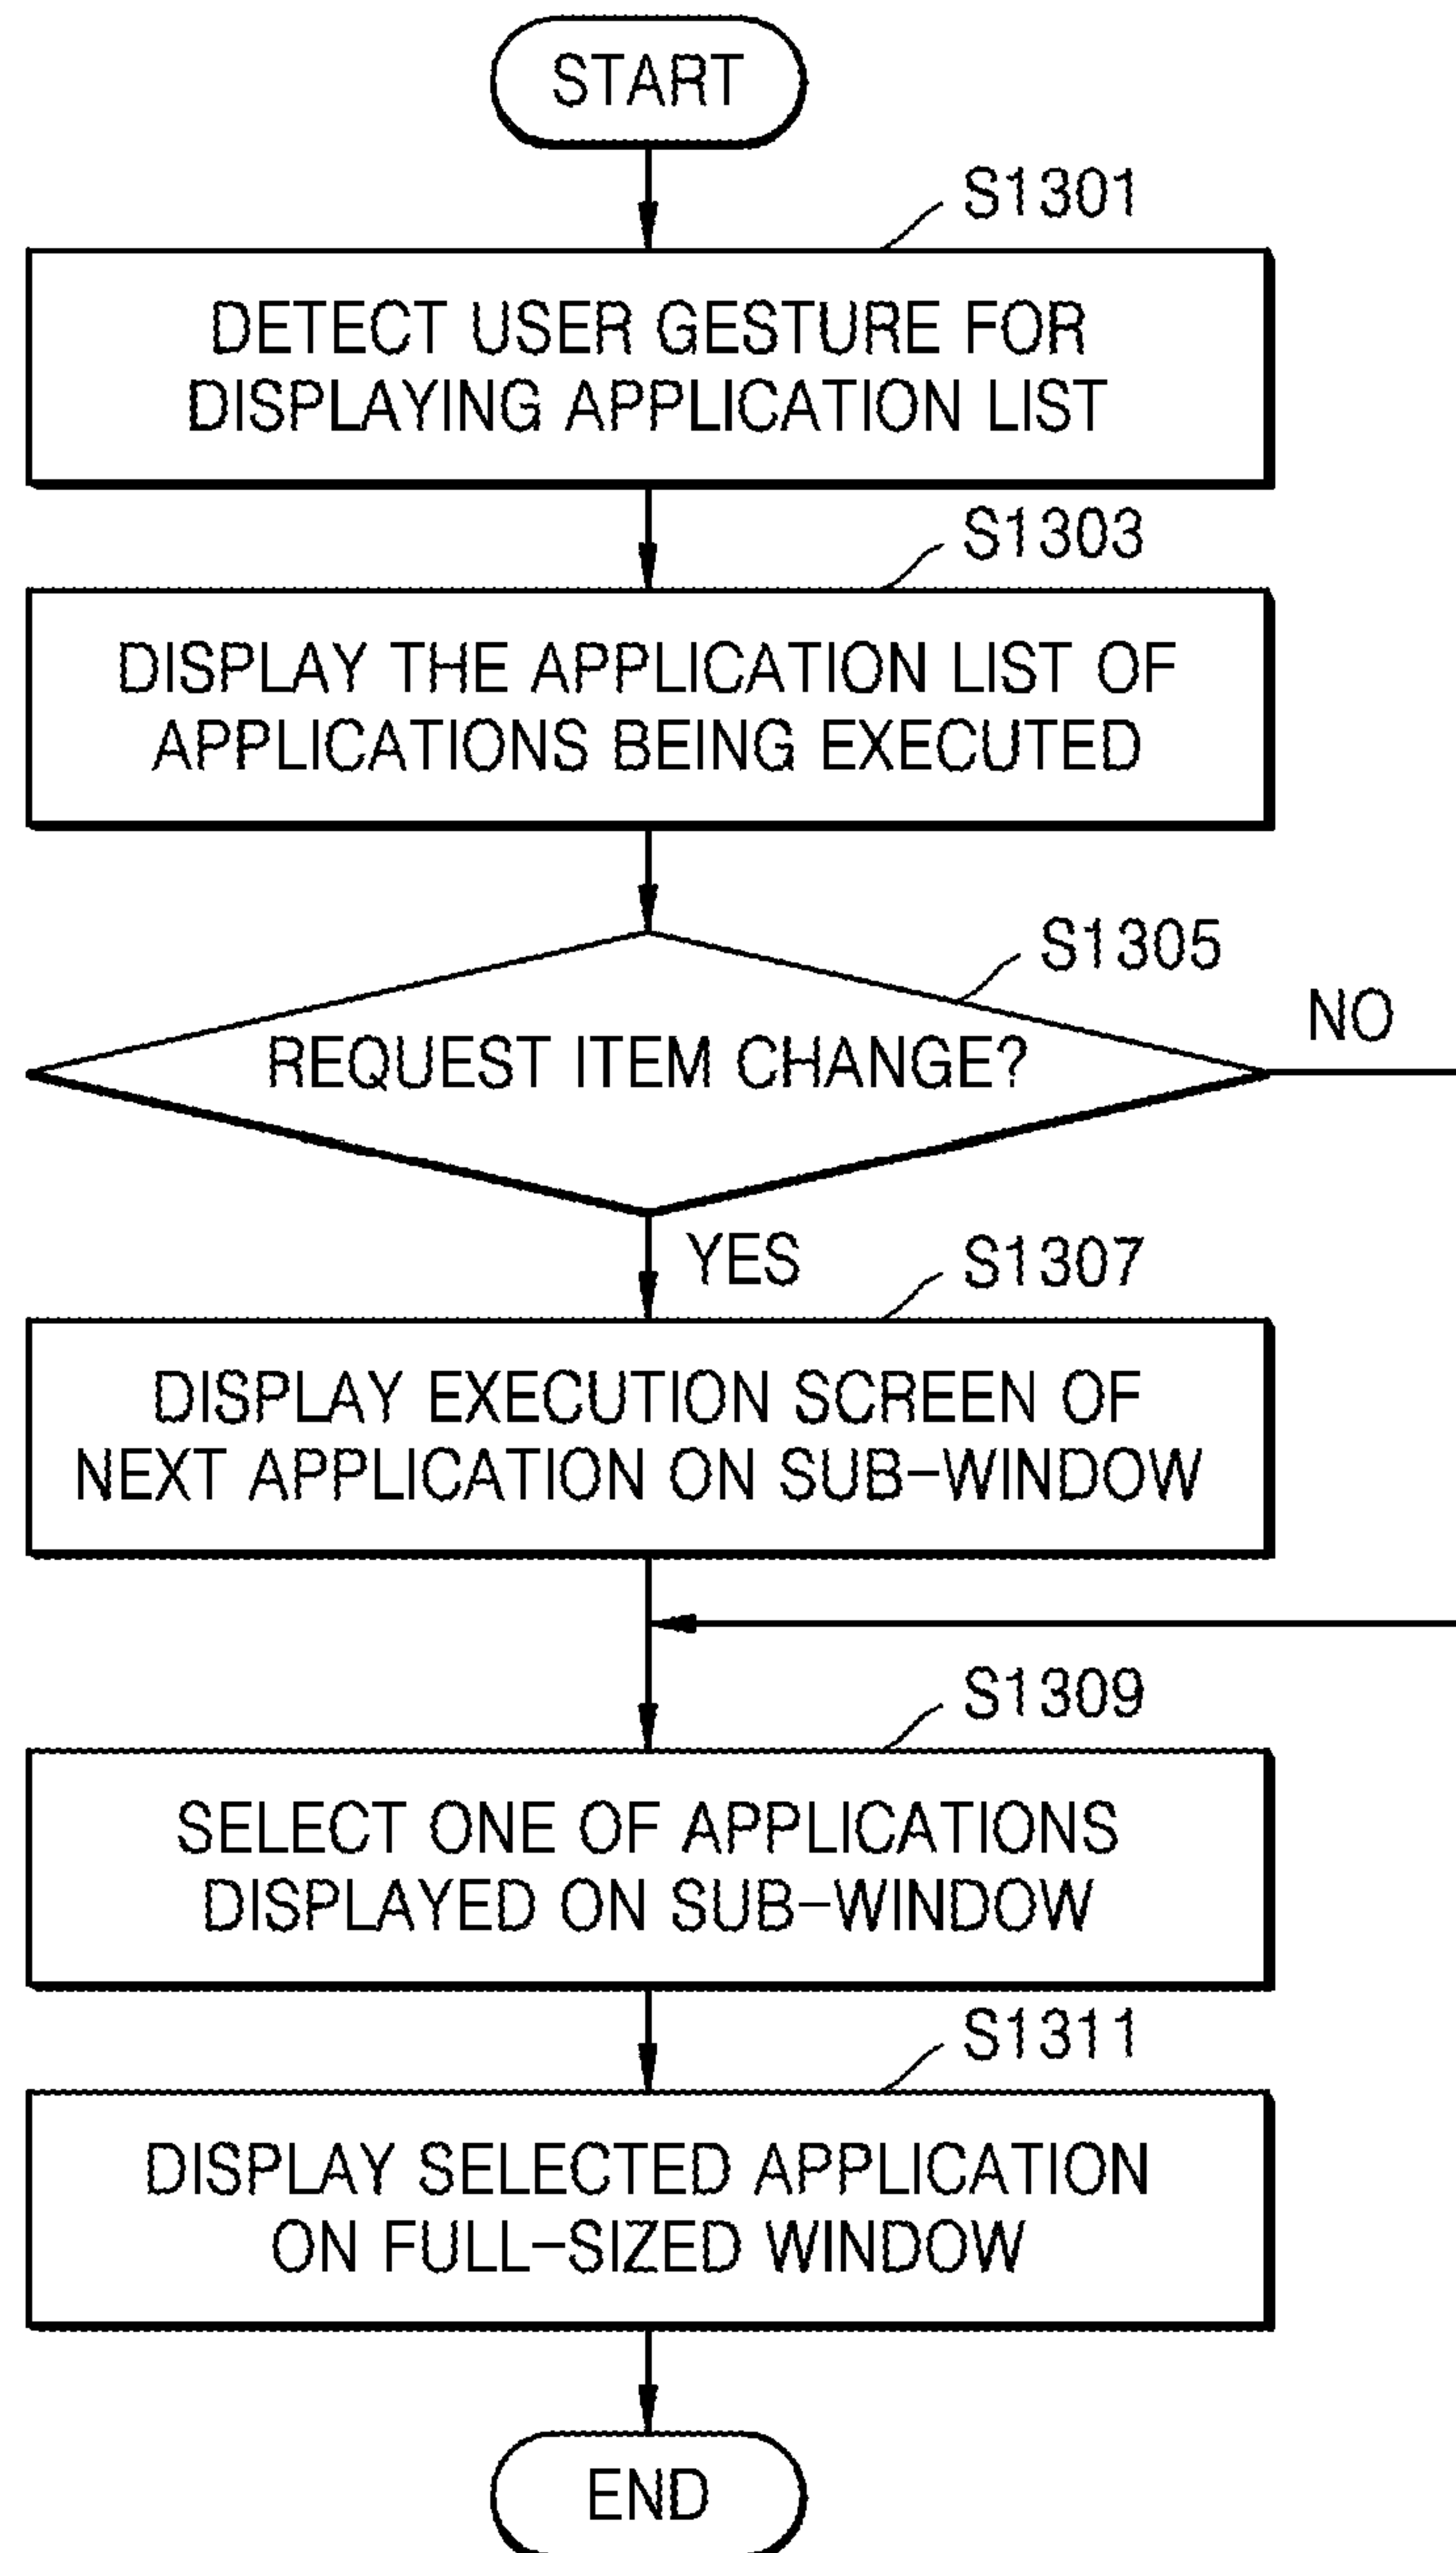 START
S1301
DETECT USER GESTURE FOR
DISPLAYING APPLICATION LIST
S1303
DISPLAY THE APPLICATION LIST OF
APPLICATIONS BEING EXECUTED
S1305
NO
REQUEST ITEM CHANGE?
YES
S1307
DISPLAY EXECUTION SCREEN OF
NEXT APPLICATION ON SUB-WINDOW
S1309
SELECT ONE OF APPLICATIONS
DISPLAYED ON SUB-WINDOW
S1311
DISPLAY SELECTED APPLICATION
ON FULL-SIZED WINDOW
END